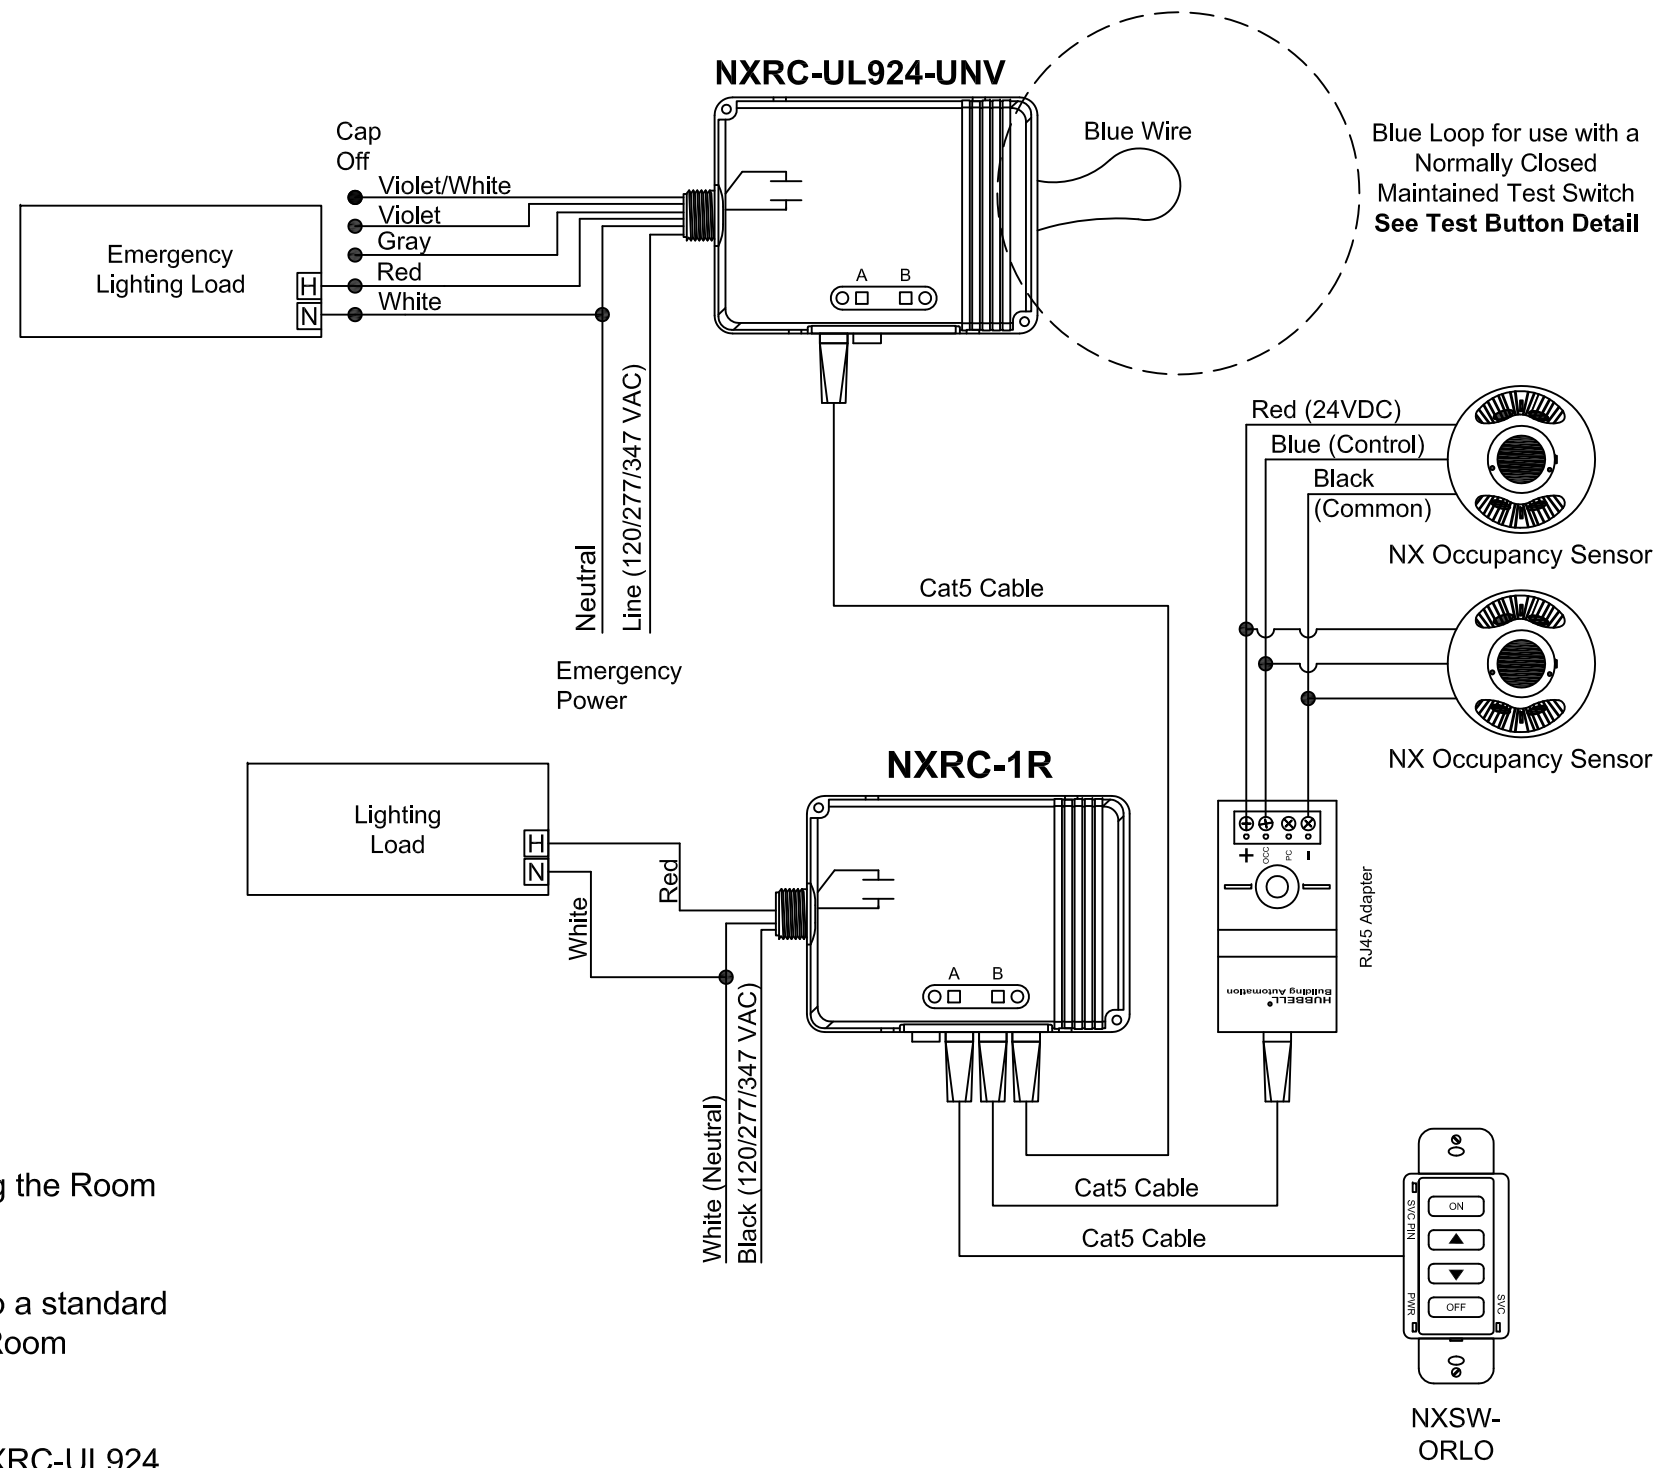 NXRC-UL924-UNV
Cap
Off
Violet/White
Violet
Gray
Red
White
Emergency
Lighting Load
H
N
A B
Blue Wire
Blue Loop for use with a
Normally Closed
Maintained Test Switch
See Test Button Detail
Neutral
Line (120/277/347 VAC)
Emergency
Power
Cat5 Cable
Red (24VDC)
Blue (Control)
Black
(Common)
NX Occupancy Sensor
NX Occupancy Sensor
NXRC-1R
Lighting
Load
H
N
Red
White
A B
White (Neutral)
Black (120/277/347 VAC)
+ OCC PC -
RJ45 Adapter
HUBBELL
Building Automation
Cat5 Cable
Cat5 Cable
SVC PIN
ON
OFF
PWR
SVC
NXSW-
ORLO
g the Room
o a standard
Room
XRC-UL924